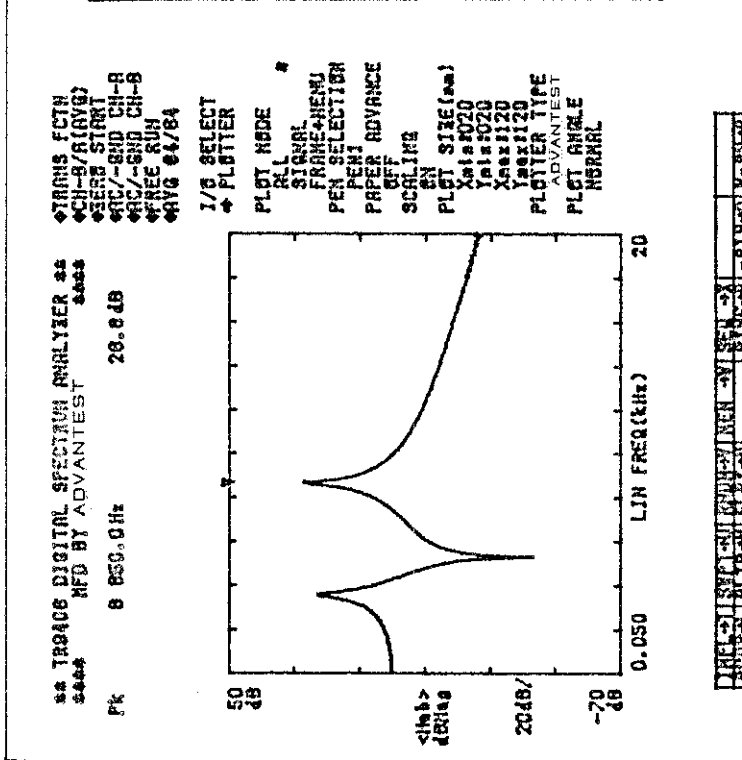 ** TR9406 DIGITAL SPECTRUM ANALYZER **
**** MFD BY ADVANTEST ****
Pk 8 850.0Hz 28.8dB
50
dB
<Hab>
dBMag
20dB/
-70
dB
0.050 LIN FREQ(kHz) 20
◆TRANS FCTN
◆CH-B/A(AVG)
◆ZERO START
◆AC/-GND CH-A
◆AC/-GND CH-B
◆FREE RUN
◆AVG 64/64
I/O SELECT
◆ PLOTTER
PLOT MODE
ALL #
SIGNAL
FRAME+MEMO
PEN SELECTION
PEN1
PAPER ADVANCE
OFF
SCALING
ON
PLOT SIZE(mm)
Xmin:020
Ymin:020
Xmax:120
Ymax:120
PLOTTER TYPE
ADVANTEST
PLOT ANGLE
NORMAL